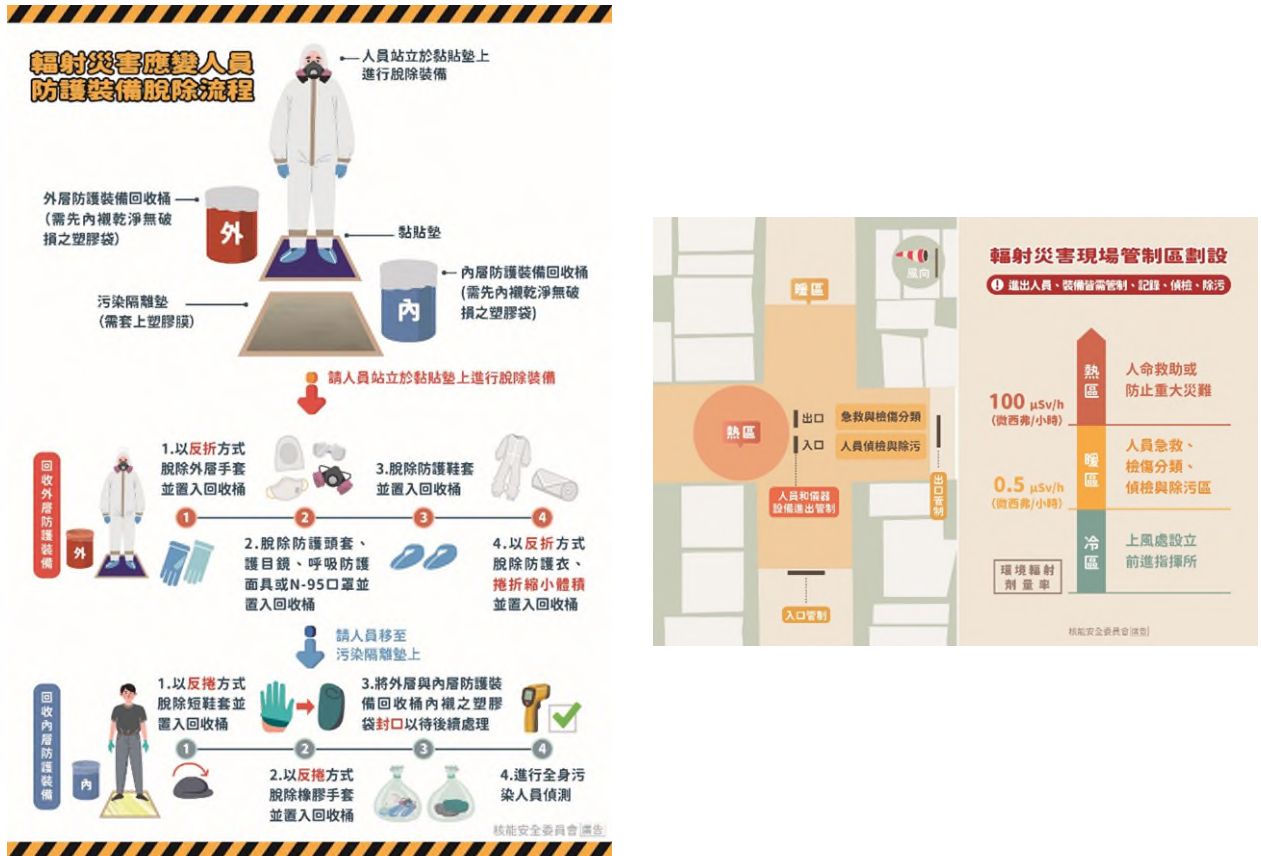 輻射災害應變人員
防護裝備脫除流程
人員站立於黏貼墊上
進行脫除裝備
外層防護裝備回收桶
(需先內襯乾淨無破
損之塑膠袋)
外
黏貼墊
內層防護裝備回收桶
(需先內襯乾淨無破
損之塑膠袋)
污染隔離墊
(需套上塑膠膜)
內
請人員站立於黏貼墊上進行脫除裝備
回收外層防護裝備
外
1.以反折方式
脫除外層手套
並置入回收桶
3.脫除防護鞋套
並置入回收桶
1
2
3
4
2.脫除防護頭套、
護目鏡、呼吸防護
面具或N-95口罩並
置入回收桶
4.以反折方式
脫除防護衣、
捲折縮小體積
並置入回收桶
請人員移至
污染隔離墊上
回收內層防護裝備
內
1.以反捲方式
脫除短鞋套並
置入回收桶
3.將外層與內層防護裝
備回收桶內襯之塑膠
袋封口以待後續處理
1
2
3
4
2.以反捲方式
脫除橡膠手套
並置入回收桶
4.進行全身污
染人員偵測
核能安全委員會 廣告
暖區
風向
熱區
出口
入口
急救與檢傷分類
人員偵檢與除污
人員和儀器
設備進出管制
出口管制
入口管制
輻射災害現場管制區劃設
! 進出人員、裝備皆需管制、記錄、偵檢、除污
熱區
人命救助或
防止重大災難
100 μSv/h
(微西弗/小時)
暖區
人員急救、
檢傷分類、
偵檢與除污區
0.5 μSv/h
(微西弗/小時)
冷區
上風處設立
前進指揮所
環境輻射
劑量率
核能安全委員會 廣告